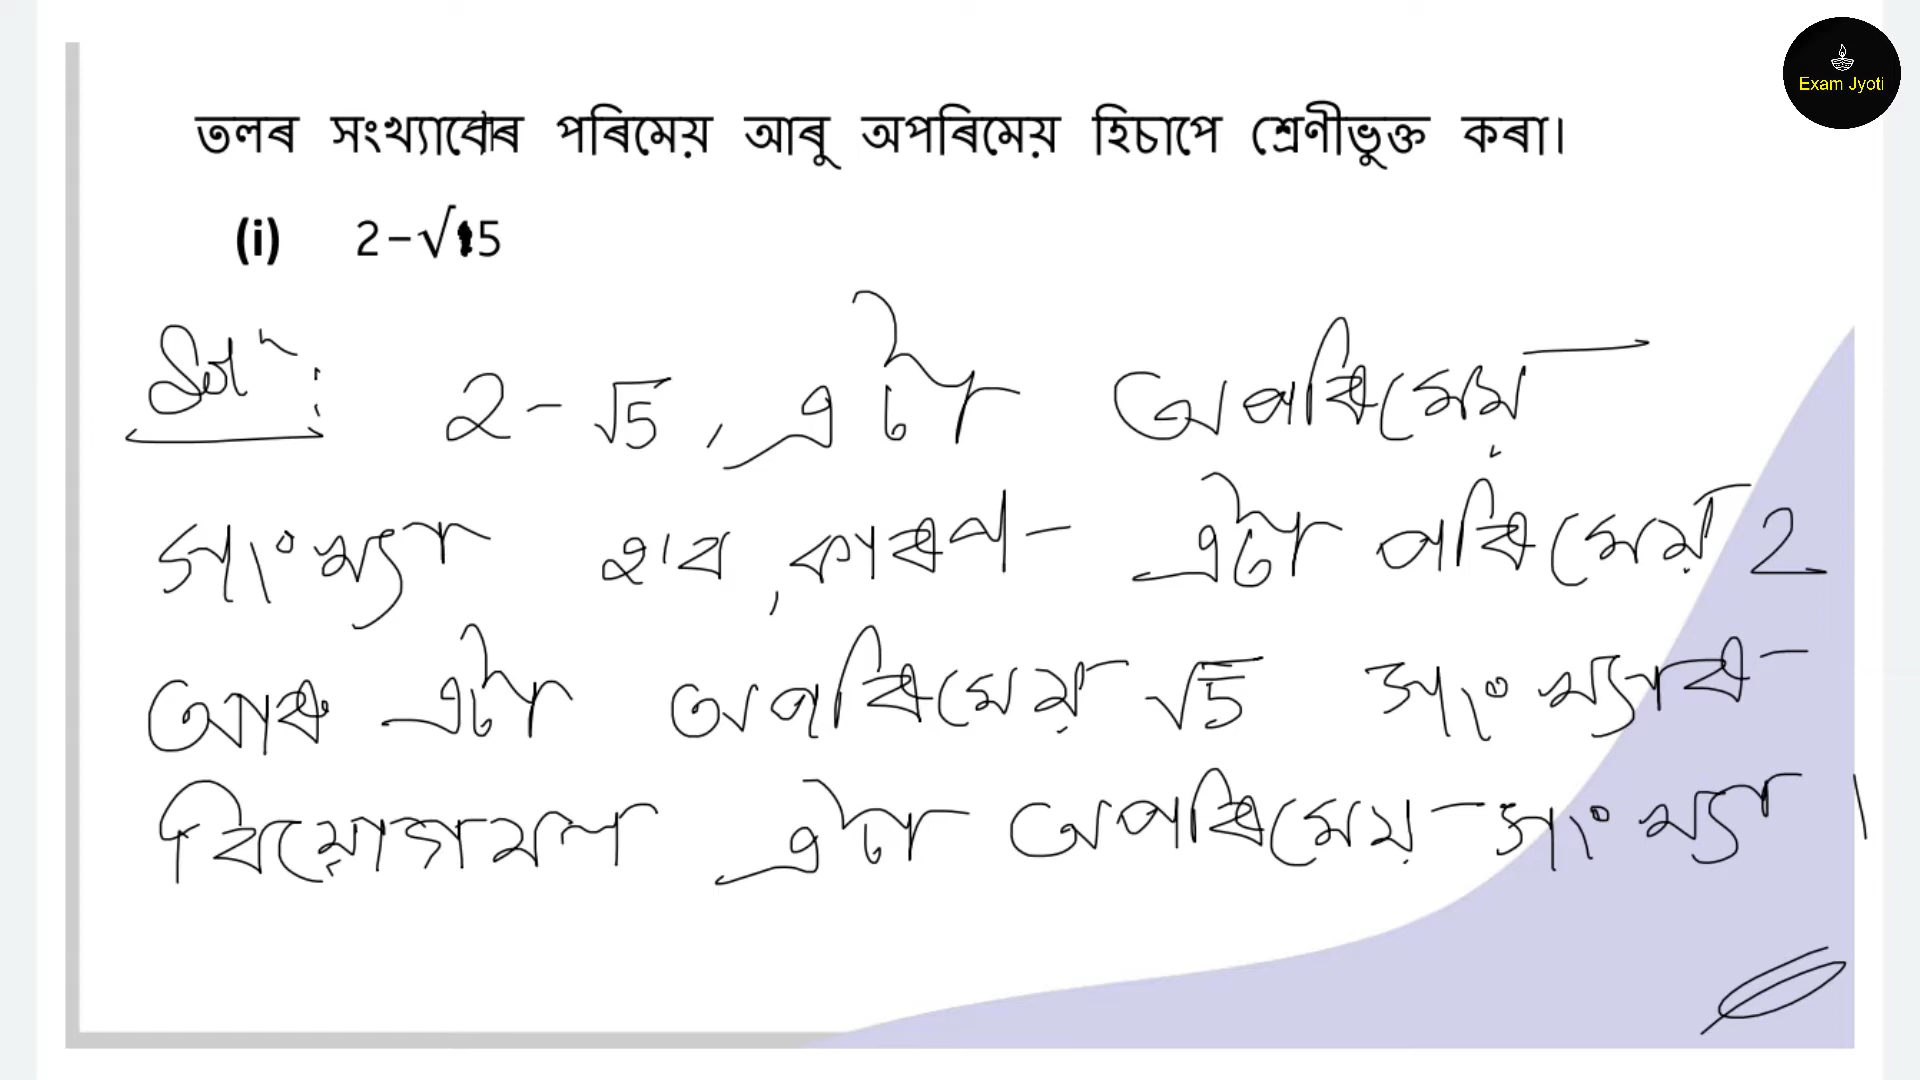 Exam Jyoti
তলৰ সংখ্যাবোৰ পৰিমেয় আৰু অপৰিমেয় হিচাপে শ্ৰেণীভুক্ত কৰা।
(i) 2-√5
Solⁿ: 2-√5, এটা অপৰিমেয়
সংখ্যা হ'ব, কাৰণ- এটা পৰিমেয় 2
আৰু এটা অপৰিমেয় √5 সংখ্যাৰ
বিয়োগফল এটা অপৰিমেয় সংখ্যা।